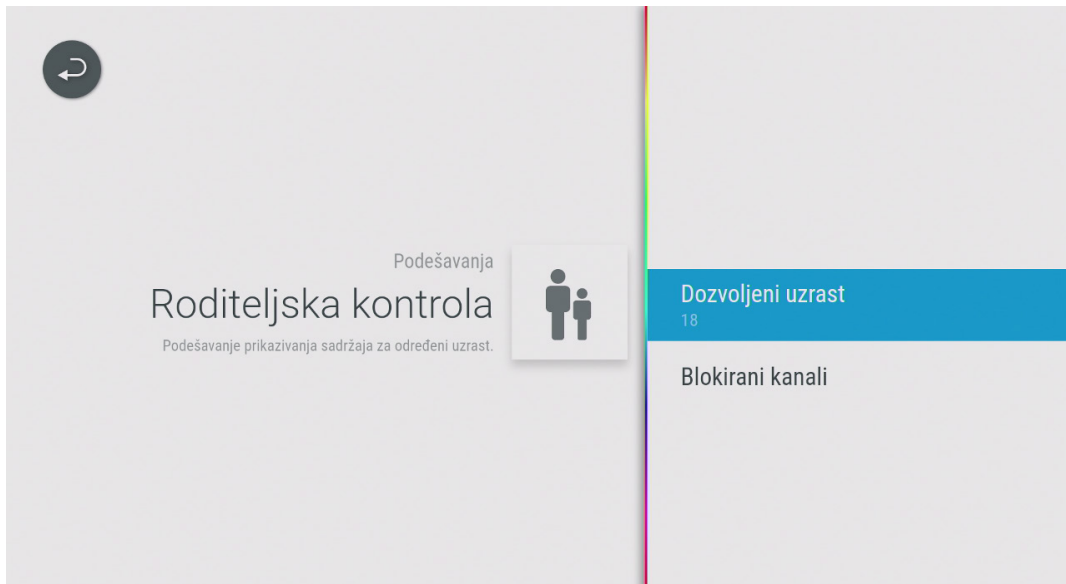 Podešavanja
Roditeljska kontrola
Podešavanje prikazivanja sadržaja za određeni uzrast.
Dozvoljeni uzrast
18
Blokirani kanali